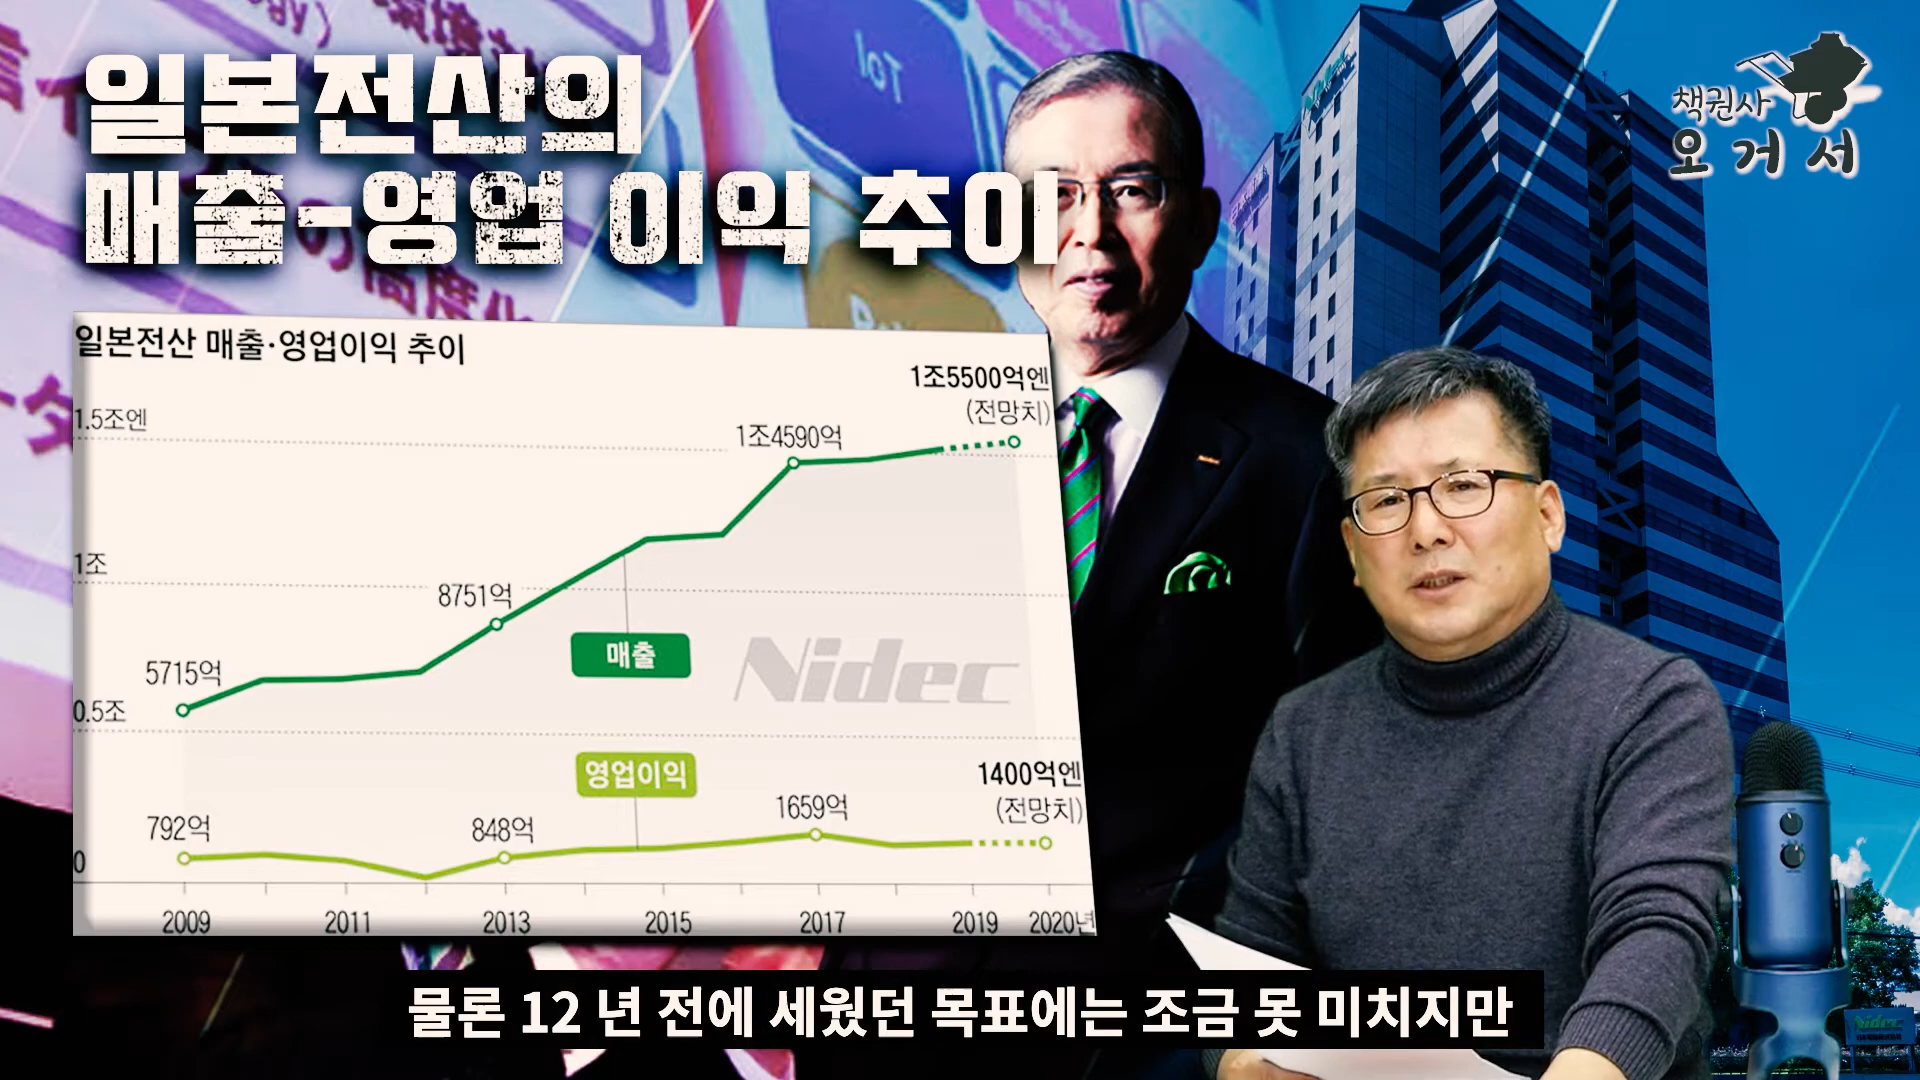 일본전산의
매출-영업 이익 추이
책권사
오거서
IoT
の高度化
일본전산 매출·영업이익 추이
1조5500억엔
(전망치)
1.5조엔
1조4590억
1조
8751억
매출
Nidec
5715억
0.5조
영업이익
1400억엔
(전망치)
1659억
792억
848억
0
2009 2011 2013 2015 2017 2019 2020년
Nidec
물론 12 년 전에 세웠던 목표에는 조금 못 미치지만